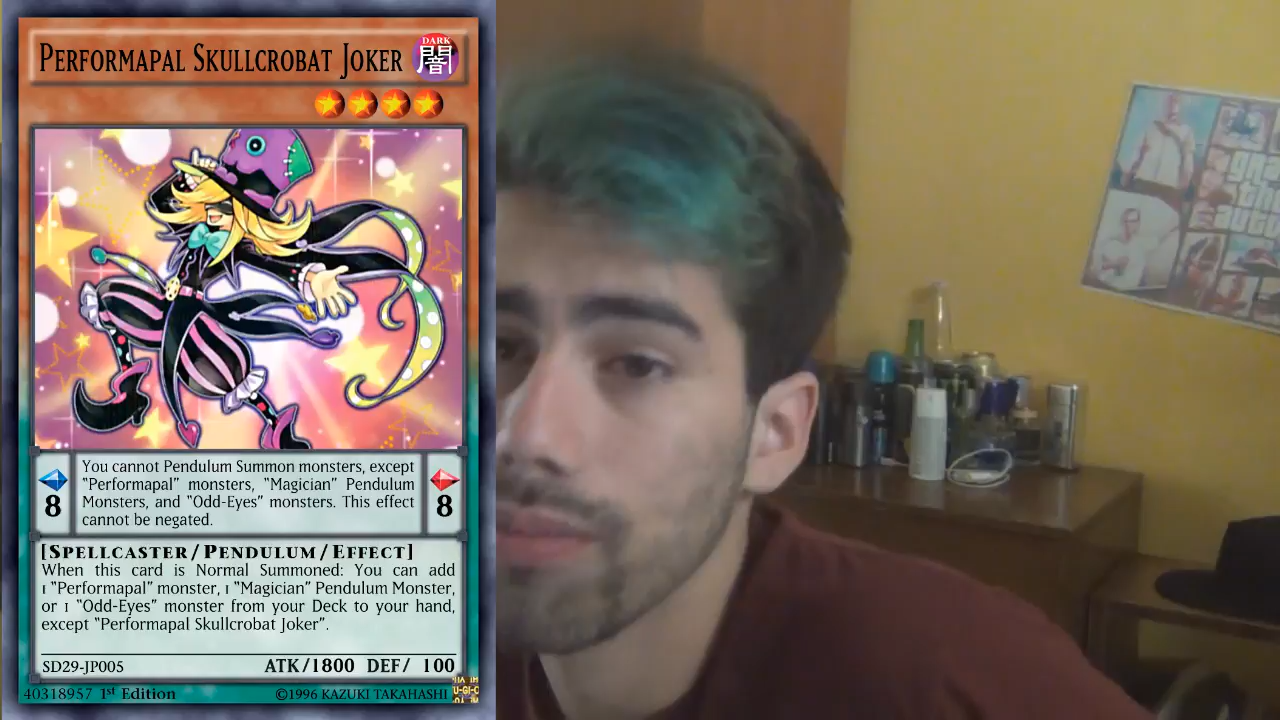 Performapal Skullcrobat Joker
DARK
闇
You cannot Pendulum Summon monsters, except
"Performapal" monsters, "Magician" Pendulum
Monsters, and "Odd-Eyes" monsters. This effect
cannot be negated.
8
8
[Spellcaster/Pendulum/Effect]
When this card is Normal Summoned: You can add
1 "Performapal" monster, 1 "Magician" Pendulum Monster,
or 1 "Odd-Eyes" monster from your Deck to your hand,
except "Performapal Skullcrobat Joker".
SD29-JP005
ATK/1800 DEF/ 100
40318957 1st Edition
©1996 KAZUKI TAKAHASHI